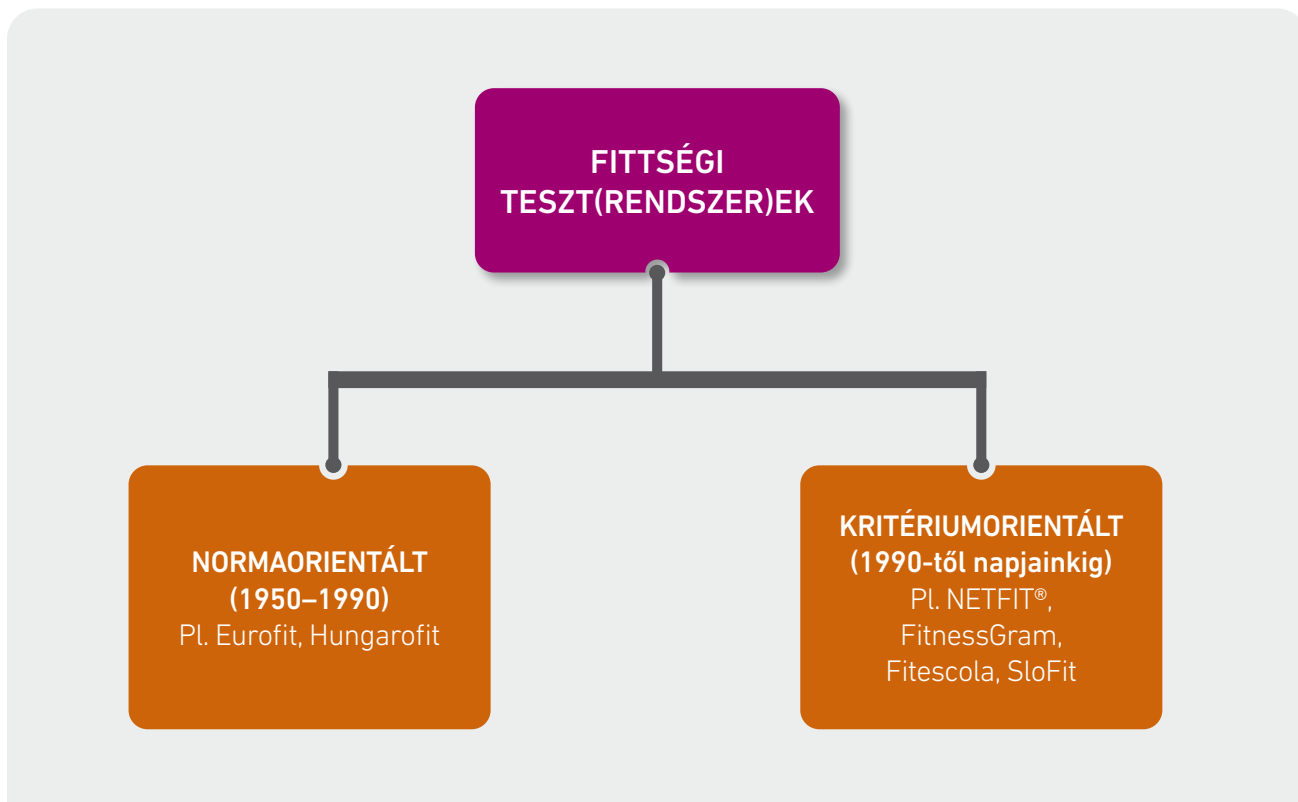 FITTSÉGI
TESZT(RENDSZER)EK
NORMAORIENTÁLT
(1950–1990)
Pl. Eurofit, Hungarofit
KRITÉRIUMORIENTÁLT
(1990-től napjainkig)
Pl. NETFIT®,
FitnessGram,
Fitescola, SloFit